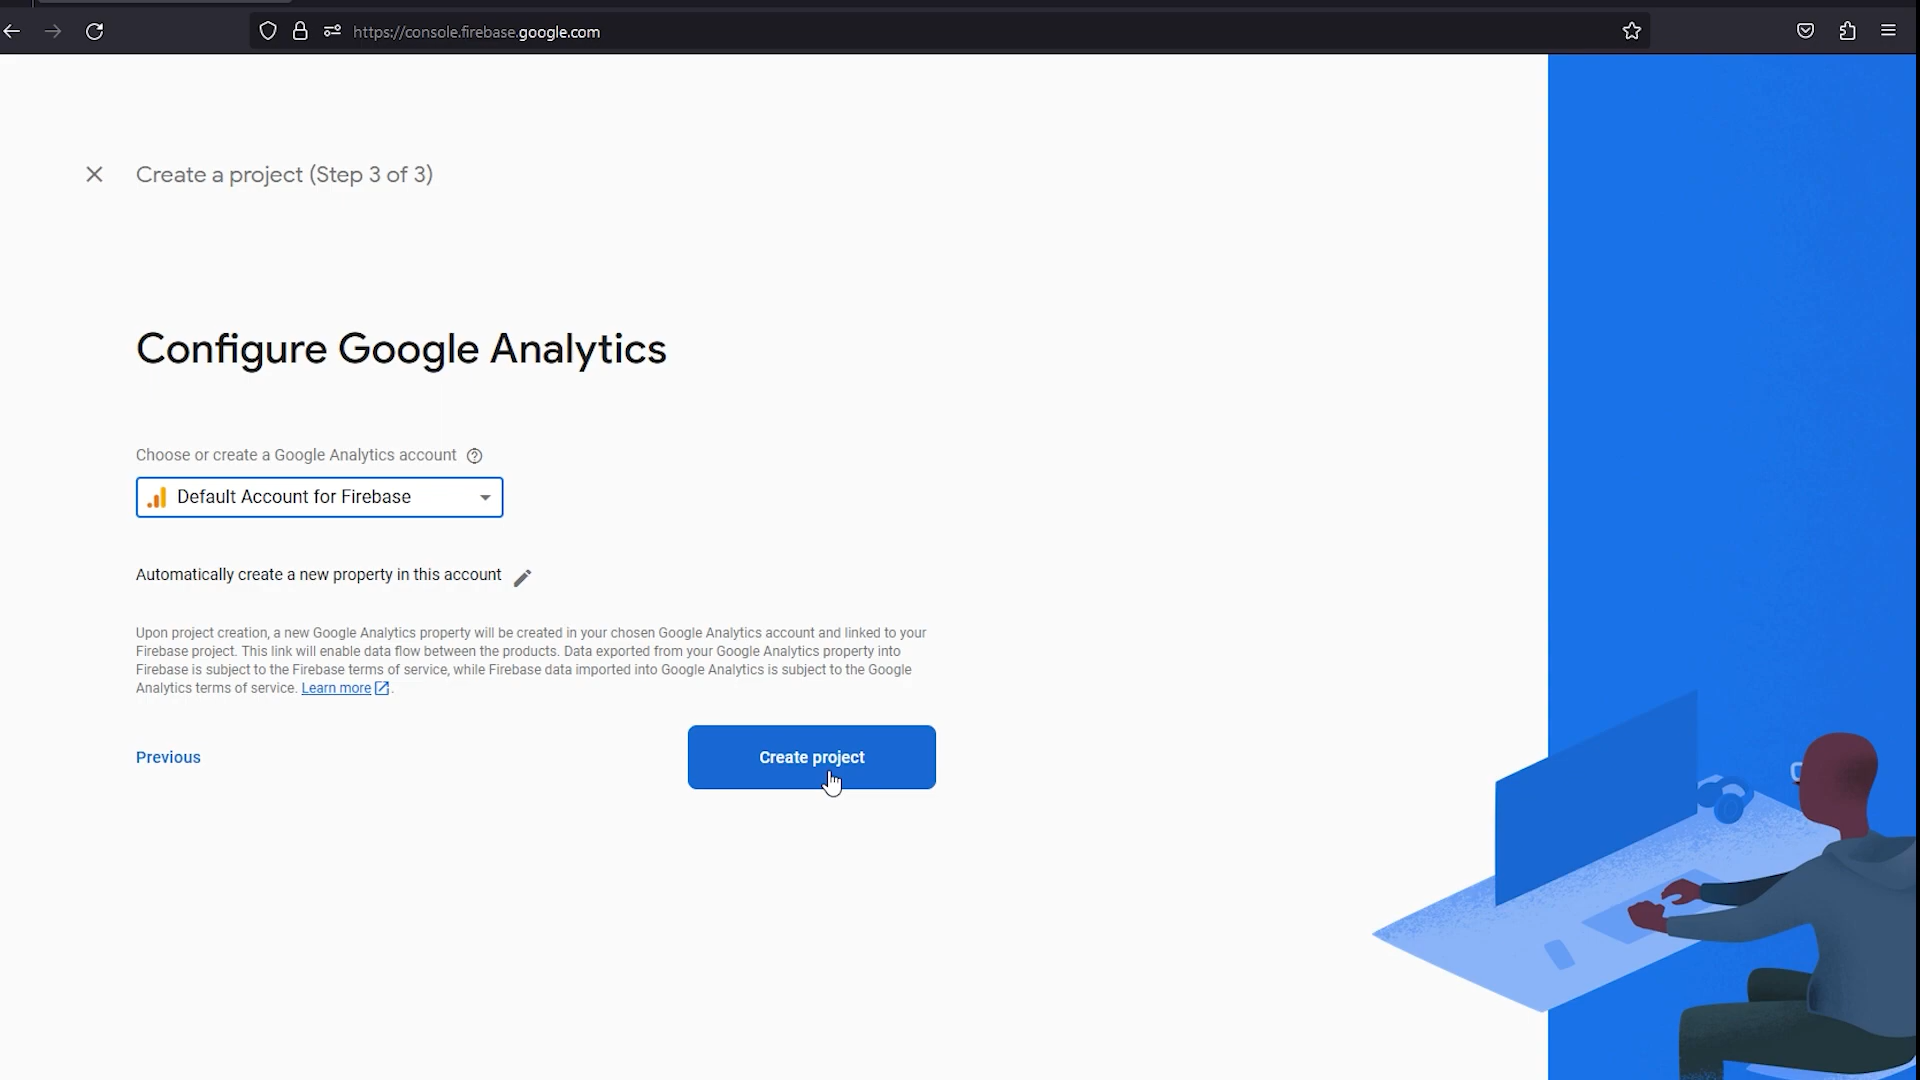 https://console.firebase.google.com
Create a project (Step 3 of 3)
Configure Google Analytics
Choose or create a Google Analytics account
Default Account for Firebase
Automatically create a new property in this account
Upon project creation, a new Google Analytics property will be created in your chosen Google Analytics account and linked to your
Firebase project. This link will enable data flow between the products. Data exported from your Google Analytics property into
Firebase is subject to the Firebase terms of service, while Firebase data imported into Google Analytics is subject to the Google
Analytics terms of service. Learn more.
Previous
Create project